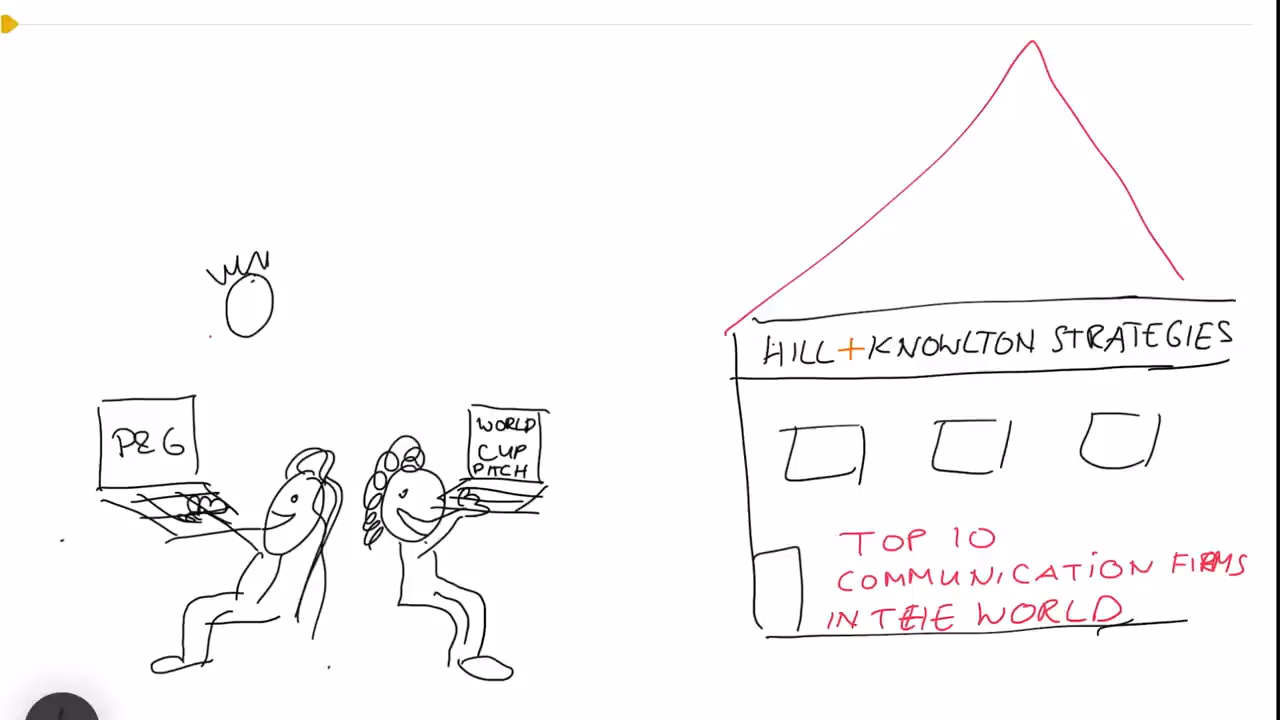 P&G
WORLD
CUP
PITCH
HILL+KNOWLTON STRATEGIES
TOP 10
COMMUNICATION FIRMS
IN THE WORLD